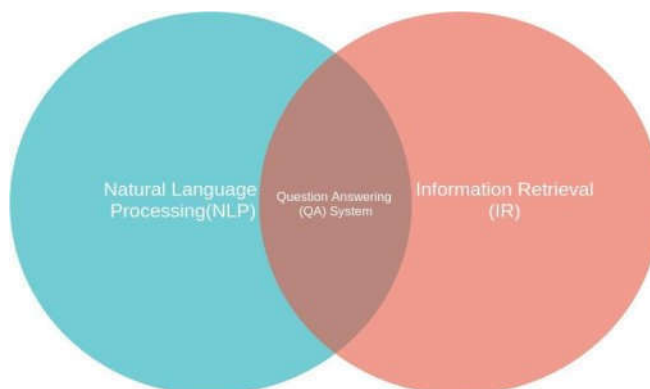 Natural Language
Processing(NLP)
Question Answering
(QA) System
Information Retrieval
(IR)